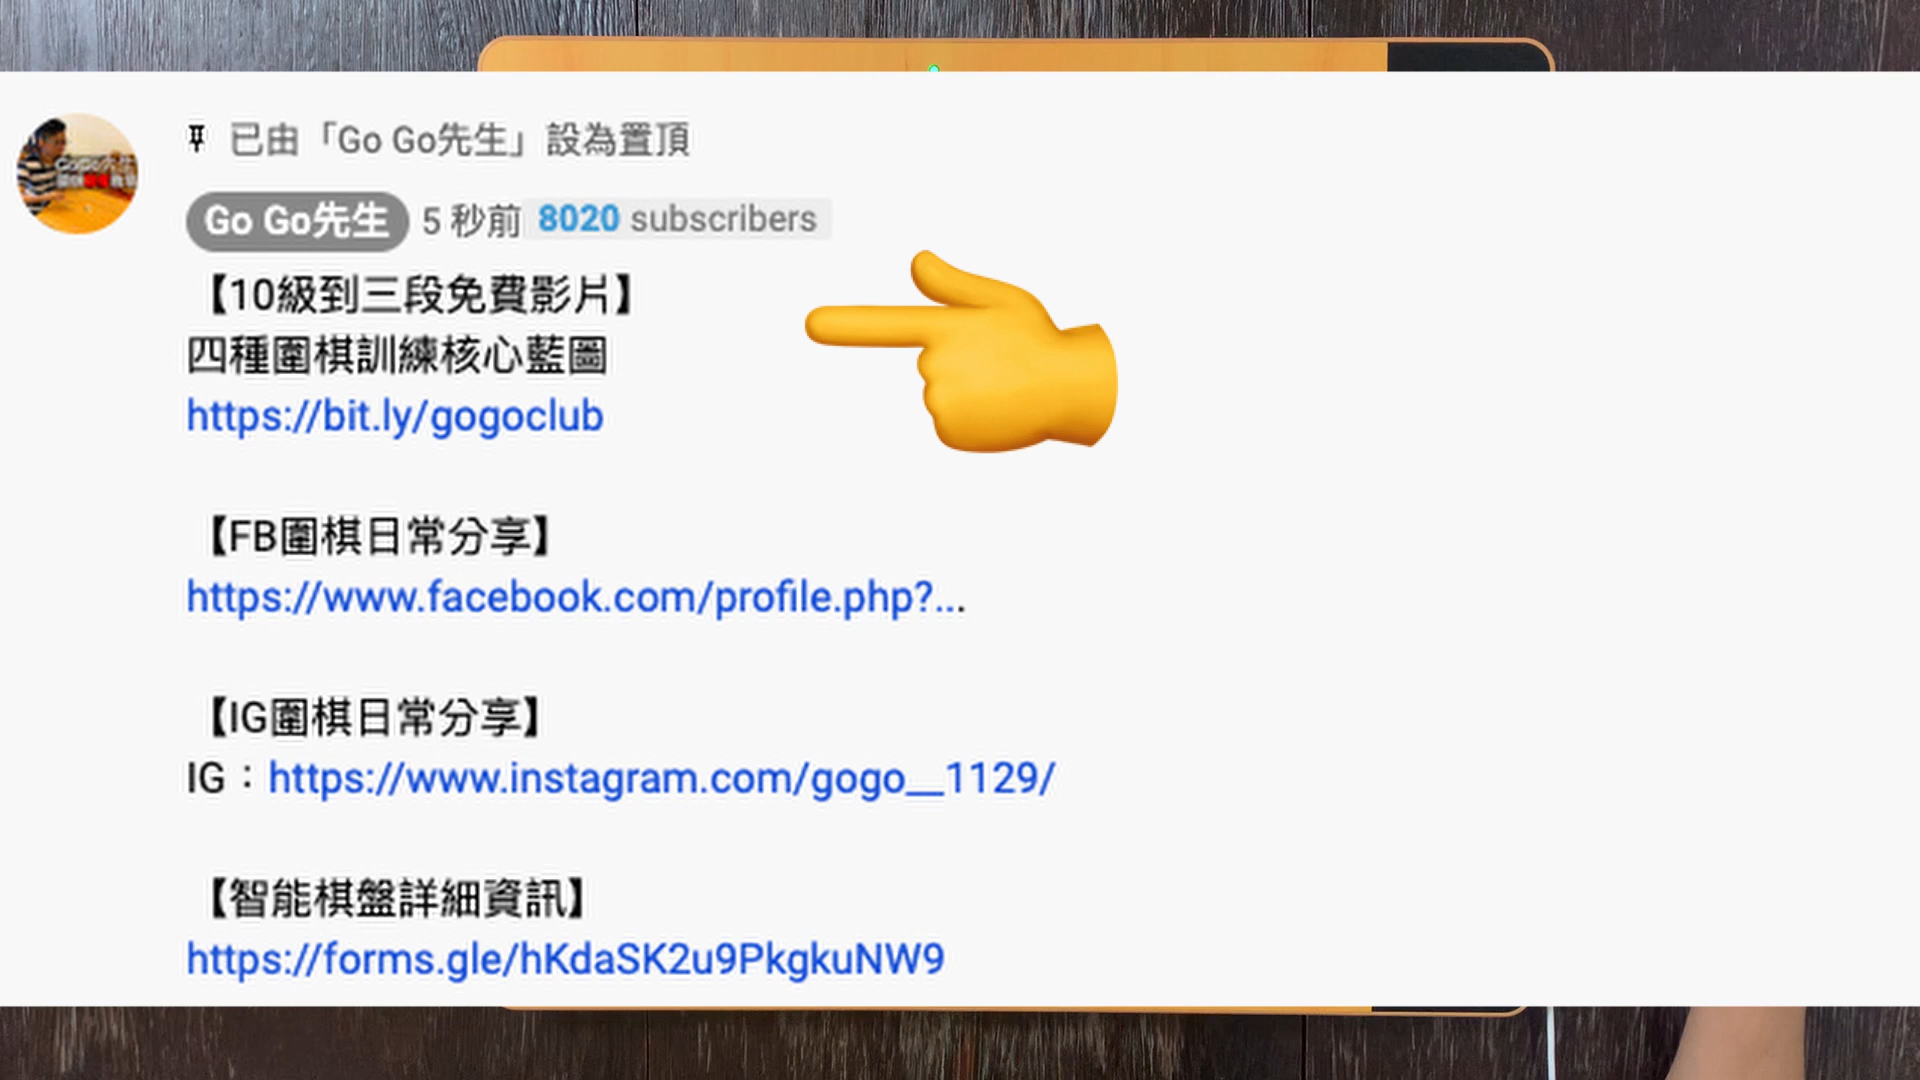 已由「Go Go先生」設為置頂
Go Go先生 5 秒前 8020 subscribers
【10級到三段免費影片】
四種圍棋訓練核心藍圖
https://bit.ly/gogoclub
【FB圍棋日常分享】
https://www.facebook.com/profile.php?...
【IG圍棋日常分享】
IG：https://www.instagram.com/gogo__1129/
【智能棋盤詳細資訊】
https://forms.gle/hKdaSK2u9PkgkuNW9